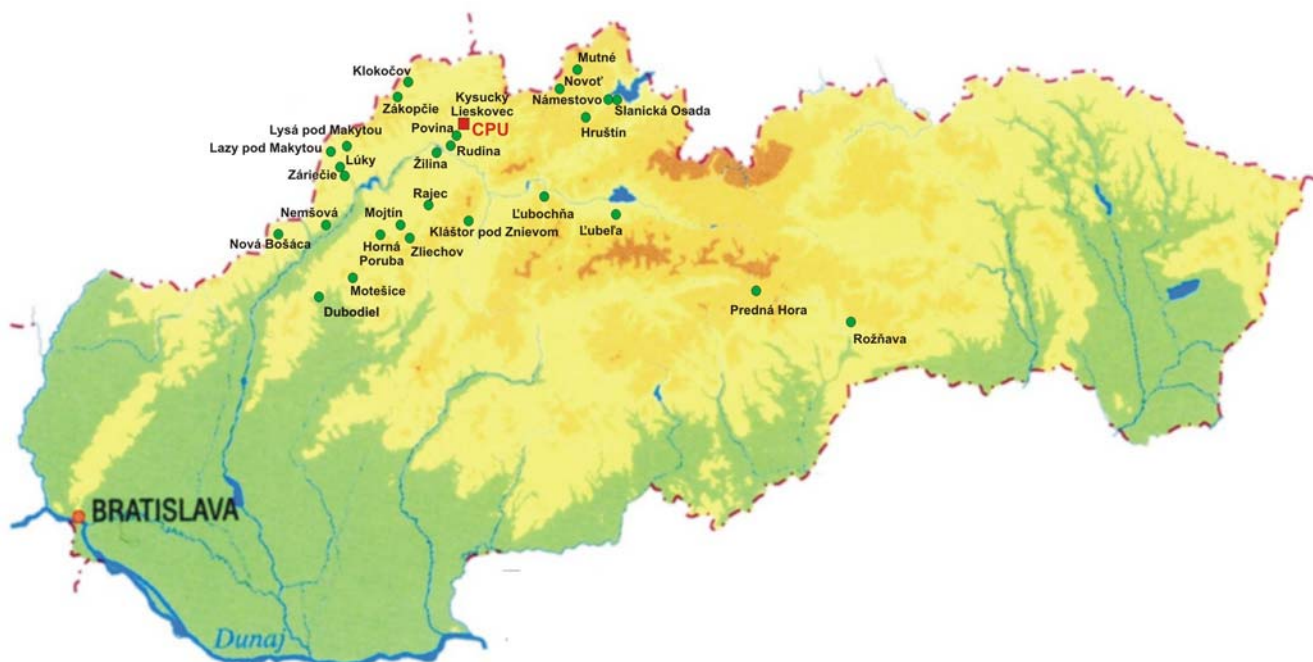 Mutné
Klokočov
Novoť
Zákopčie
Kysucký
Lieskovec
Námestovo
Slanická Osada
CPU
Hruštín
Lysá pod Makytou
Povina
Lazy pod Makytou
Rudina
Lúky
Žilina
Záriečie
Rajec
Ľubochňa
Nemšová
Mojtín
Kláštor pod Znievom
Ľubeľa
Nová Bošáca
Horná
Poruba
Zliechov
Motešice
Dubodiel
Predná Hora
Rožňava
BRATISLAVA
Dunaj